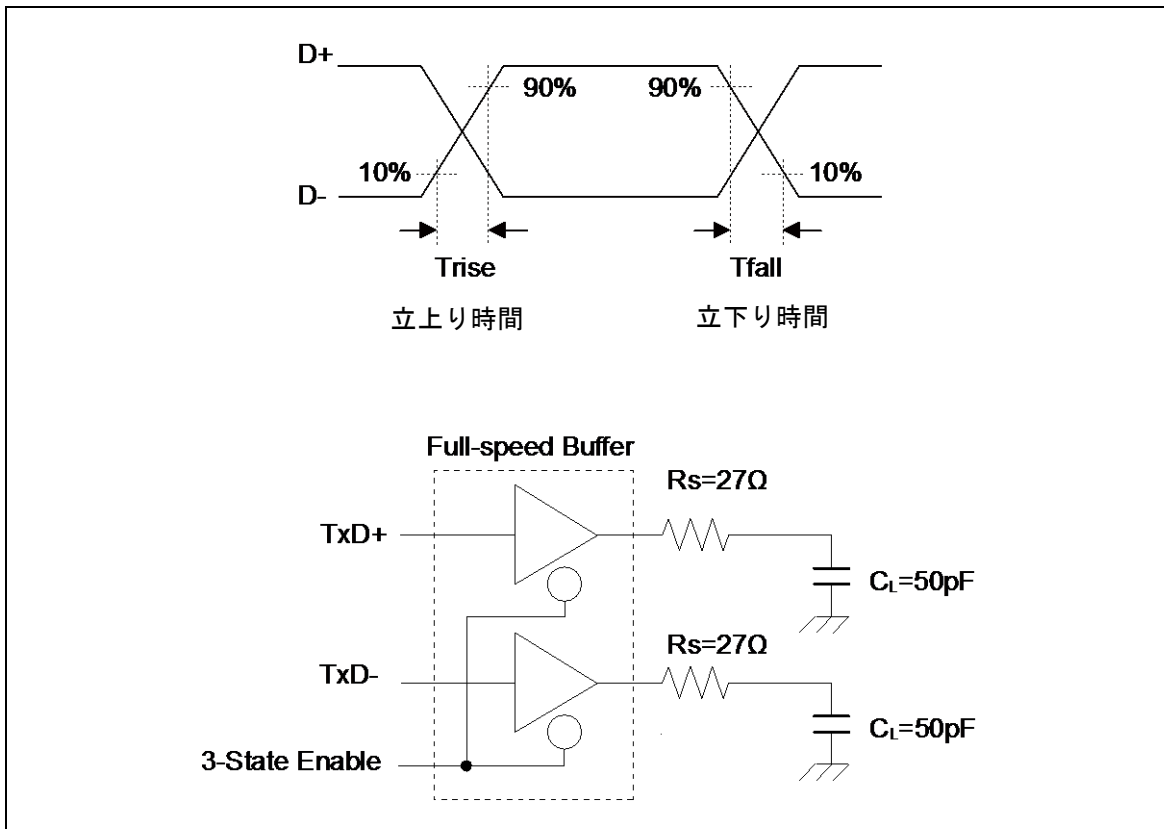 D+
90% 90%
10% 10%
D-
Trise Tfall
立上り時間 立下り時間
Full-speed Buffer
Rs=27Ω
TxD+
CL=50pF
Rs=27Ω
TxD-
CL=50pF
3-State Enable